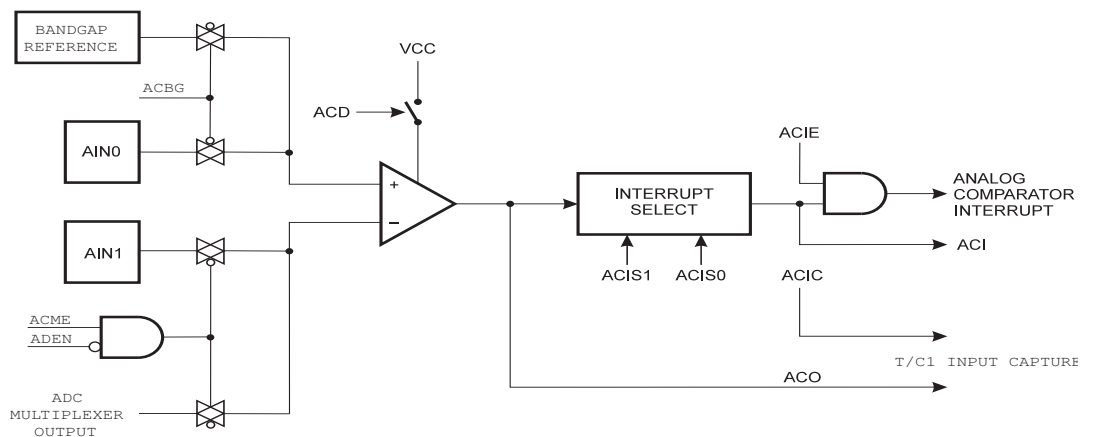 BANDGAP
REFERENCE
ACBG
AIN0
VCC
ACD
+
−
AIN1
ACME
ADEN
ADC
MULTIPLEXER
OUTPUT
INTERRUPT
SELECT
ACIS1
ACIS0
ACIE
ANALOG
COMPARATOR
INTERRUPT
ACI
ACIC
T/C1 INPUT CAPTURE
ACO